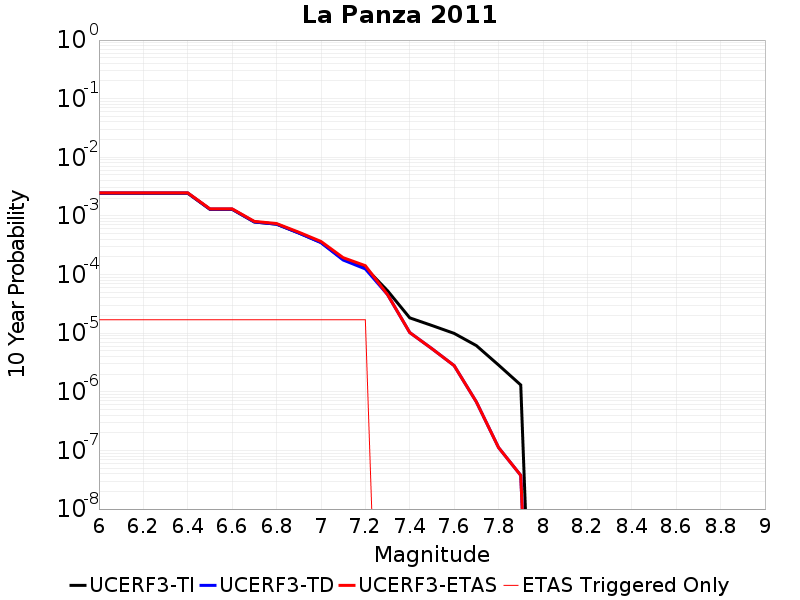 La Panza 2011
10^0
10^-1
10^-2
10^-3
10^-4
10^-5
10^-6
10^-7
10^-8
10 Year Probability
6 6.2 6.4 6.6 6.8 7 7.2 7.4 7.6 7.8 8 8.2 8.4 8.6 8.8 9
Magnitude
UCERF3-TI UCERF3-TD UCERF3-ETAS ETAS Triggered Only